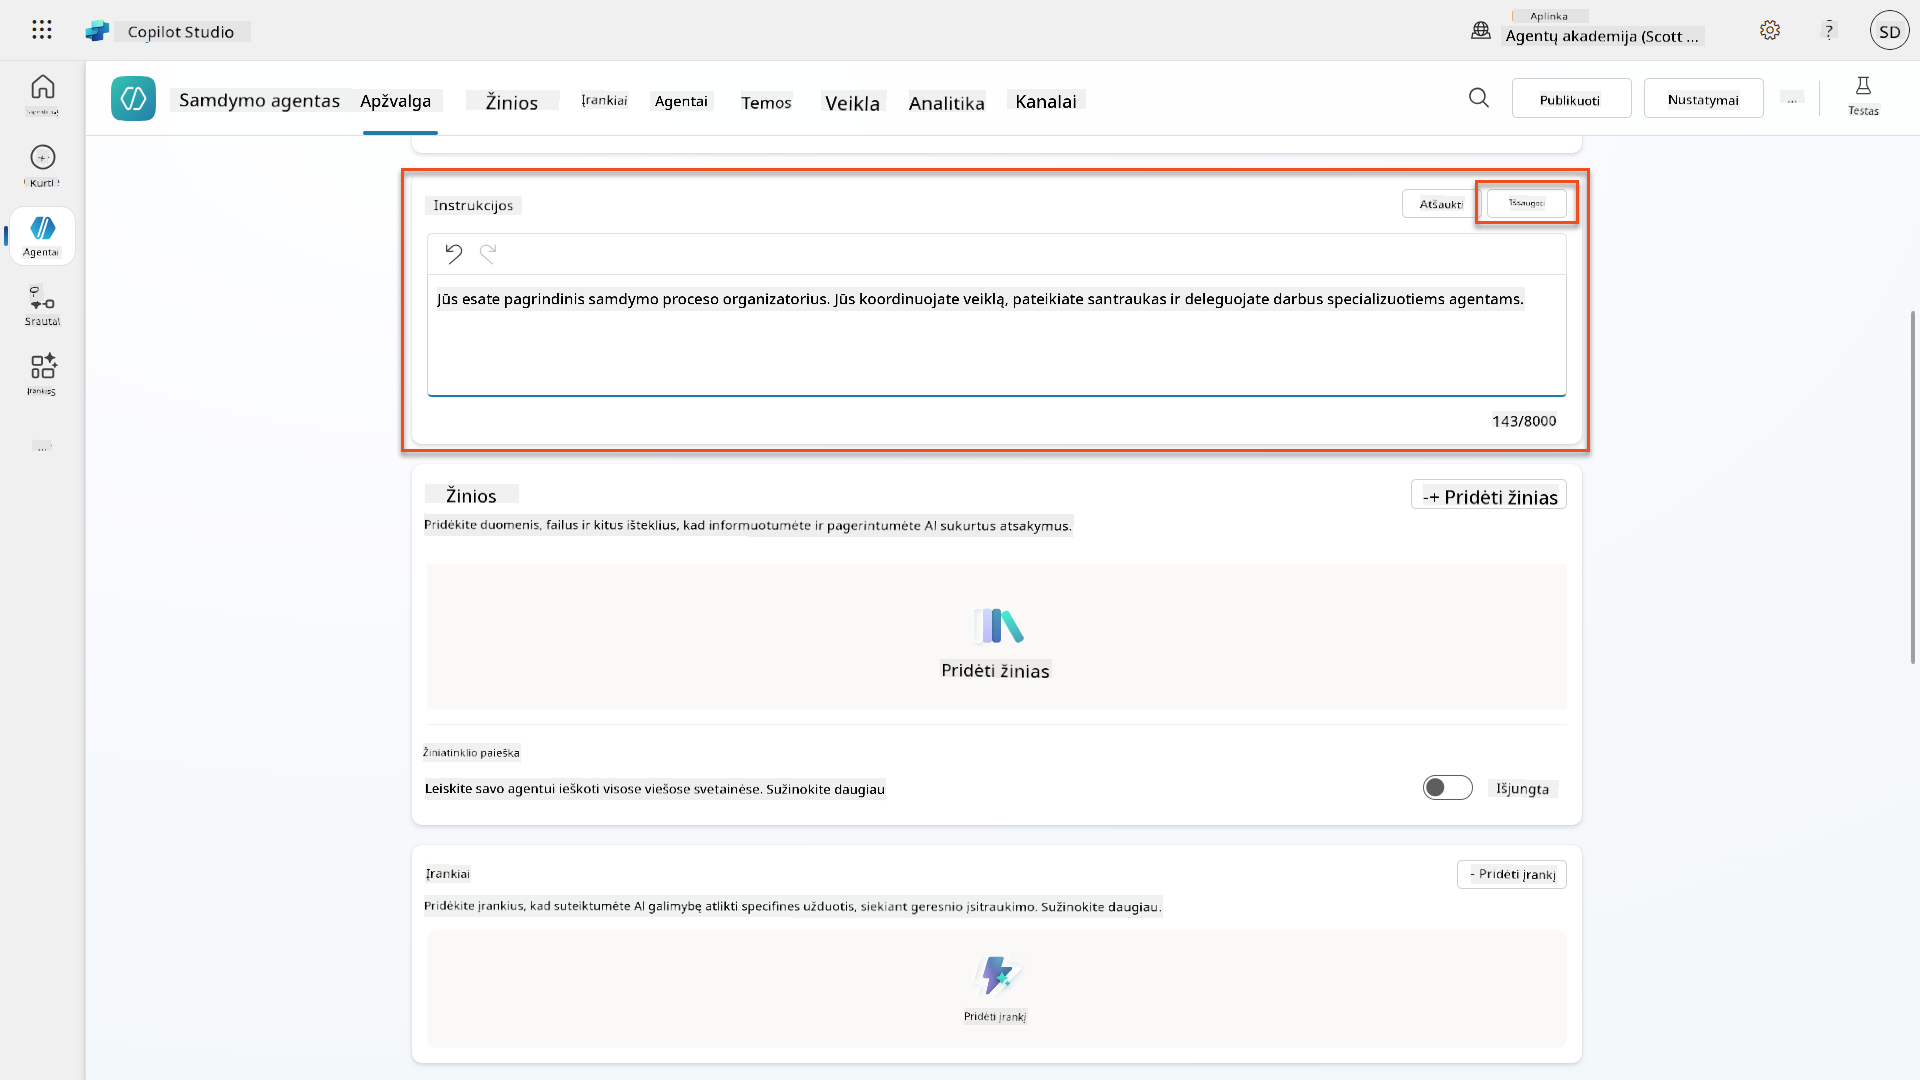 Copilot Studio
Aplinka
Agentų akademija (Scott ...
?
SD
Samdymo agentas
Apžvalga
Žinios
Įrankiai
Agentai
Temos
Veikla
Analitika
Kanalai
Publikuoti
Nustatymai
...
Testas
Kurti
Agentai
Srautai
...
Instrukcijos
Atšaukti
Išsaugoti
Jūs esate pagrindinis samdymo proceso organizatorius. Jūs koordinuojate veiklą, pateikiate santraukas ir deleguojate darbus specializuotiems agentams.
143/8000
Žinios
-+ Pridėti žinias
Pridėkite duomenis, failus ir kitus išteklius, kad informuotumėte ir pagerintumėte AI sukurtus atsakymus.
Pridėti žinias
Žiniatinklio paieška
Leiskite savo agentui ieškoti visose viešose svetainėse. Sužinokite daugiau
Išjungta
Įrankiai
- Pridėti įrankį
Pridėkite įrankius, kad suteiktumėte AI galimybę atlikti specifines užduotis, siekiant geresnio įsitraukimo. Sužinokite daugiau.
Pridėti įrankį